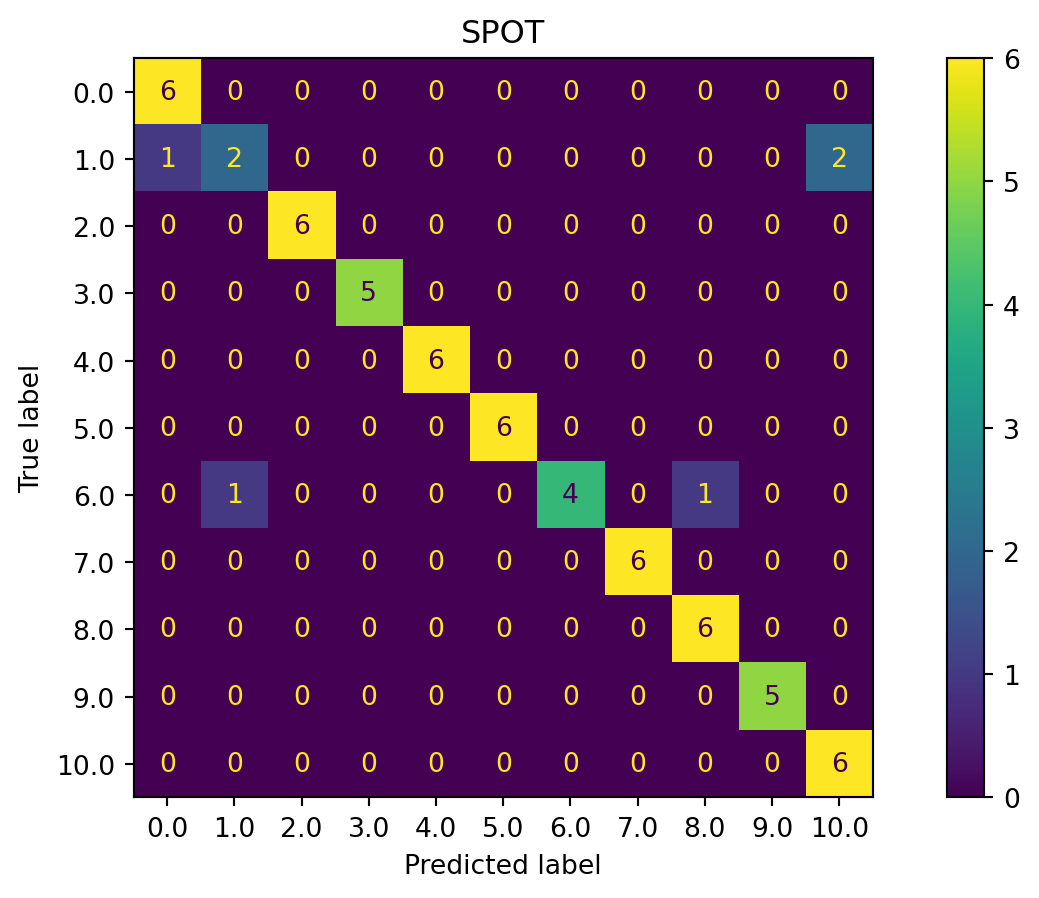 SPOT
0.0 6 0 0 0 0 0 0 0 0 0 0
1.0 1 2 0 0 0 0 0 0 0 0 2
2.0 0 0 6 0 0 0 0 0 0 0 0
3.0 0 0 0 5 0 0 0 0 0 0 0
4.0 0 0 0 0 6 0 0 0 0 0 0
5.0 0 0 0 0 0 6 0 0 0 0 0
6.0 0 1 0 0 0 0 4 0 1 0 0
7.0 0 0 0 0 0 0 0 6 0 0 0
8.0 0 0 0 0 0 0 0 0 6 0 0
9.0 0 0 0 0 0 0 0 0 0 5 0
10.0 0 0 0 0 0 0 0 0 0 0 6
0.0 1.0 2.0 3.0 4.0 5.0 6.0 7.0 8.0 9.0 10.0
Predicted label
True label
6
5
4
3
2
1
0